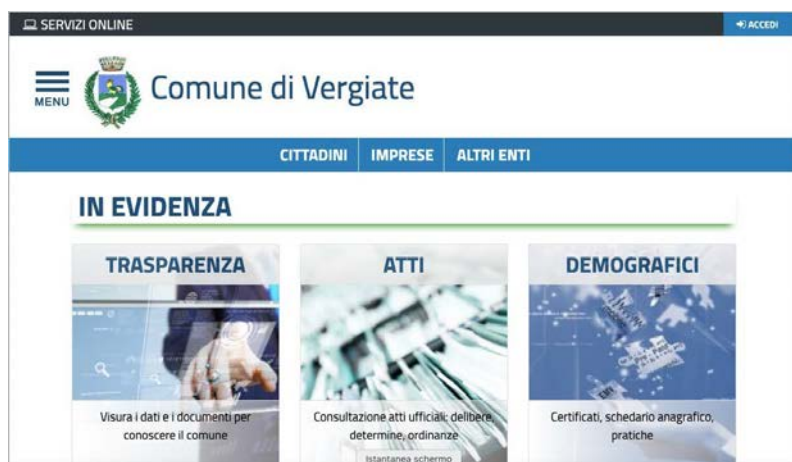 SERVIZI ONLINE
ACCEDI
MENU
Comune di Vergiate
CITTADINI IMPRESE ALTRI ENTI
IN EVIDENZA
TRASPARENZA
ATTI
DEMOGRAFICI
Visura i dati e i documenti per
conoscere il comune
Consultazione atti ufficiali: delibere,
determine, ordinanze
Certificati, schedario anagrafico,
pratiche
Istantanea schermo